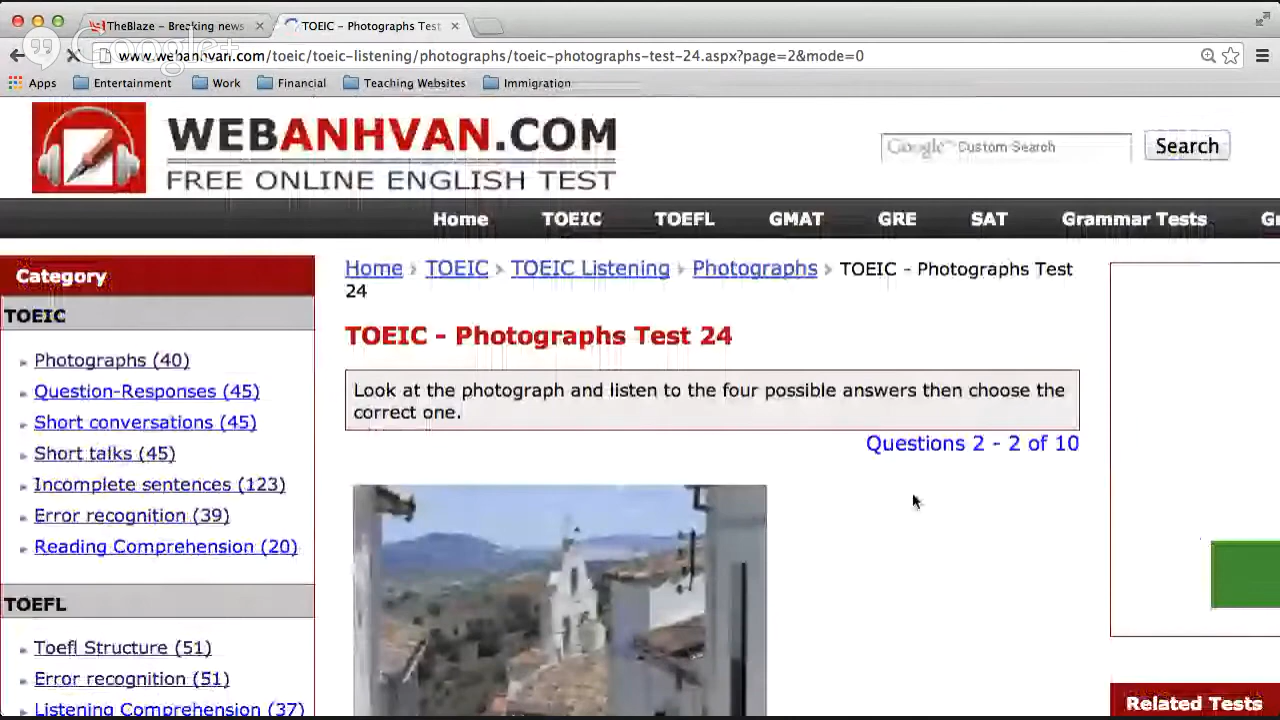 TheBlaze - Breaking news
TOEIC - Photographs Test
Google+
www.webanhvan.com/toeic/toeic-listening/photographs/toeic-photographs-test-24.aspx?page=2&mode=0
Apps Entertainment Work Financial Teaching Websites Immigration
WEBANHVAN.COM
FREE ONLINE ENGLISH TEST
Google™ Custom Search Search
Home TOEIC TOEFL GMAT GRE SAT Grammar Tests
Category
Home TOEIC TOEIC Listening Photographs TOEIC - Photographs Test
24
TOEIC
TOEIC - Photographs Test 24
Photographs (40)
Question-Responses (45)
Short conversations (45)
Short talks (45)
Incomplete sentences (123)
Error recognition (39)
Reading Comprehension (20)
Look at the photograph and listen to the four possible answers then choose the
correct one.
Questions 2 - 2 of 10
TOEFL
Toefl Structure (51)
Error recognition (51)
Listening Comprehension (37)
Related Tests